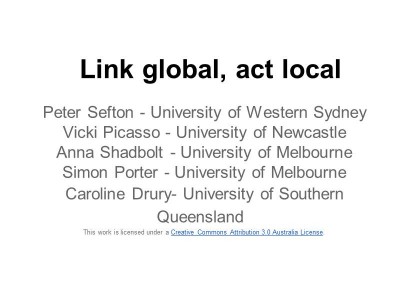 Link global, act local
Peter Sefton - University of Western Sydney
Vicki Picasso - University of Newcastle
Anna Shadbolt - University of Melbourne
Simon Porter - University of Melbourne
Caroline Drury- University of Southern
Queensland
This work is licensed under a Creative Commons Attribution 3.0 Australia License